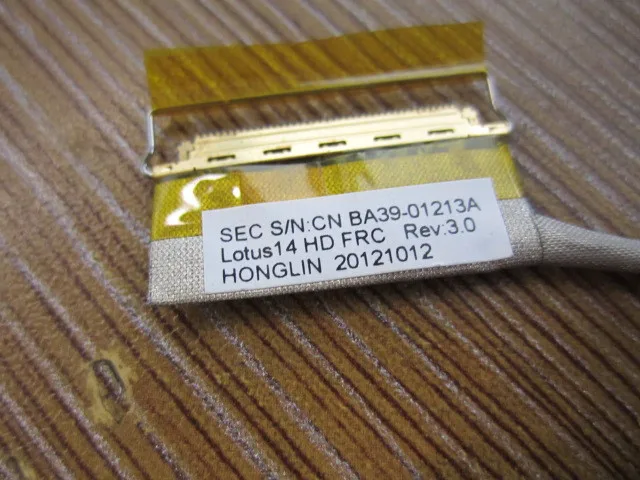 SEC S/N:CN BA39-01213A
Lotus14 HD FRC Rev:3.0
HONGLIN 20121012